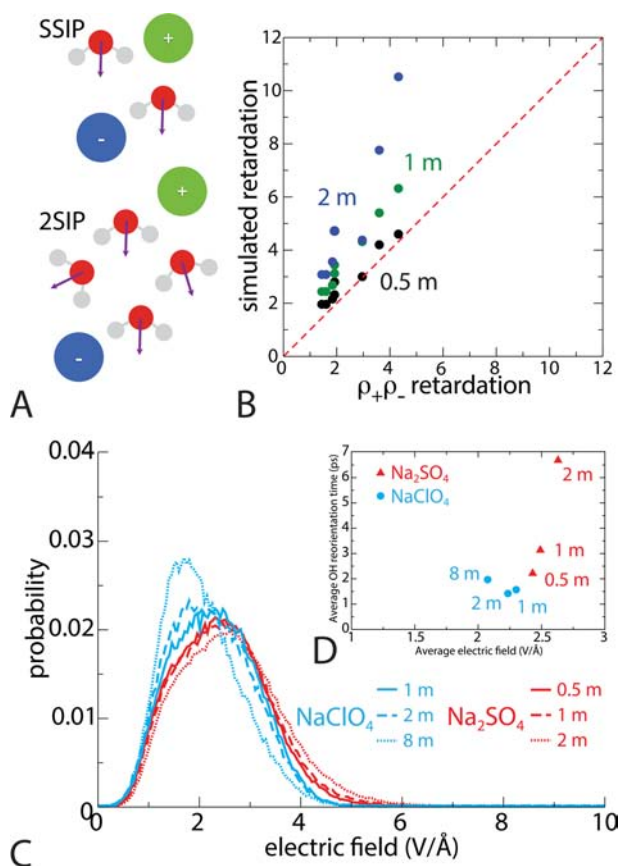 SSIP
+
-
2SIP
+
-
A
simulated retardation
12
10
8
6
4
2
0
0 2 4 6 8 10 12
2 m
1 m
0.5 m
ρ₊ρ₋ retardation
B
probability
0.04
0.03
0.02
0.01
0
0 2 4 6 8 10
electric field (V/Å)
C
Average OH reorientation time (ps)
7
6
5
4
3
2
1
0
1 1.5 2 2.5 3
Na₂SO₄
NaClO₄
2 m
1 m
0.5 m
8 m
2 m
1 m
Average electric field (V/Å)
D
NaClO₄
1 m
2 m
8 m
Na₂SO₄
0.5 m
1 m
2 m